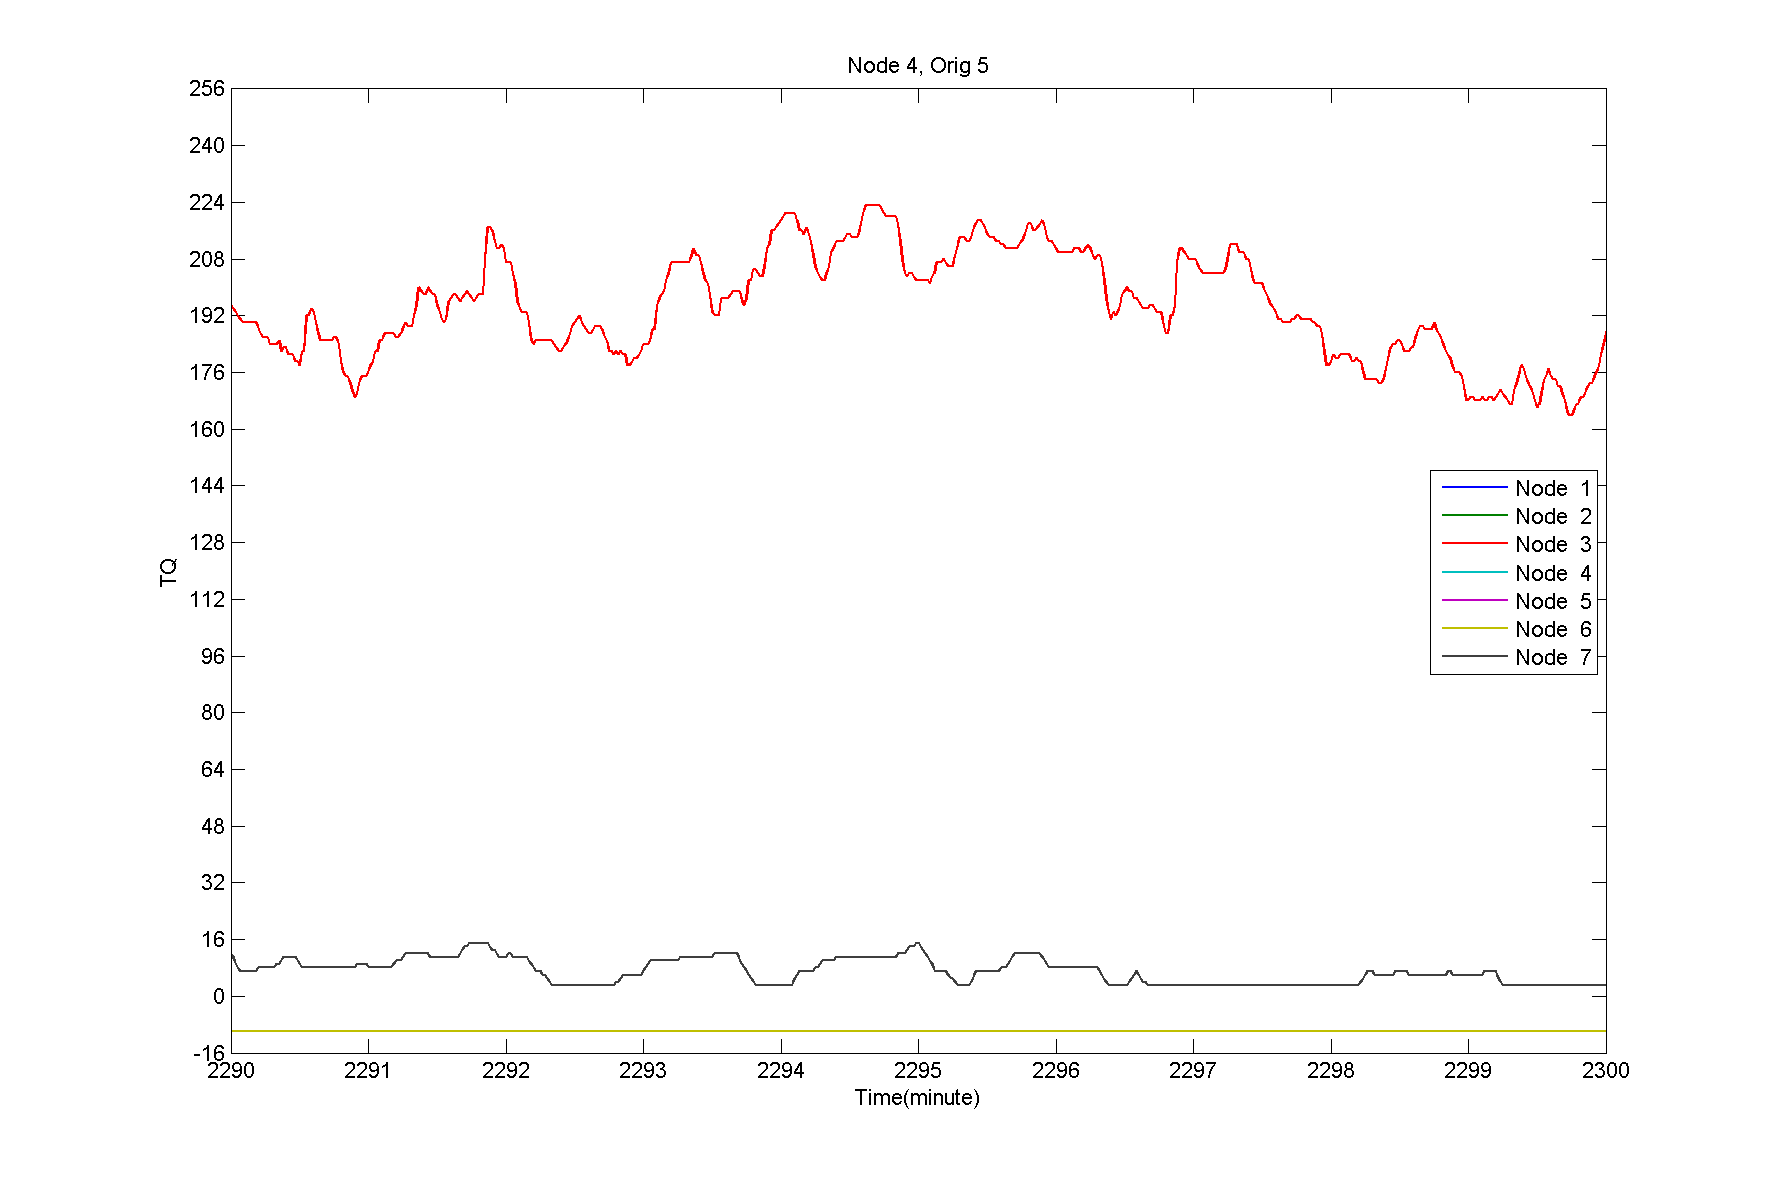 Node 4, Orig 5
256
240
224
208
192
176
160
144
128
112
96
80
64
48
32
16
0
-16
TQ
Node 1
Node 2
Node 3
Node 4
Node 5
Node 6
Node 7
2290 2291 2292 2293 2294 2295 2296 2297 2298 2299 2300
Time(minute)